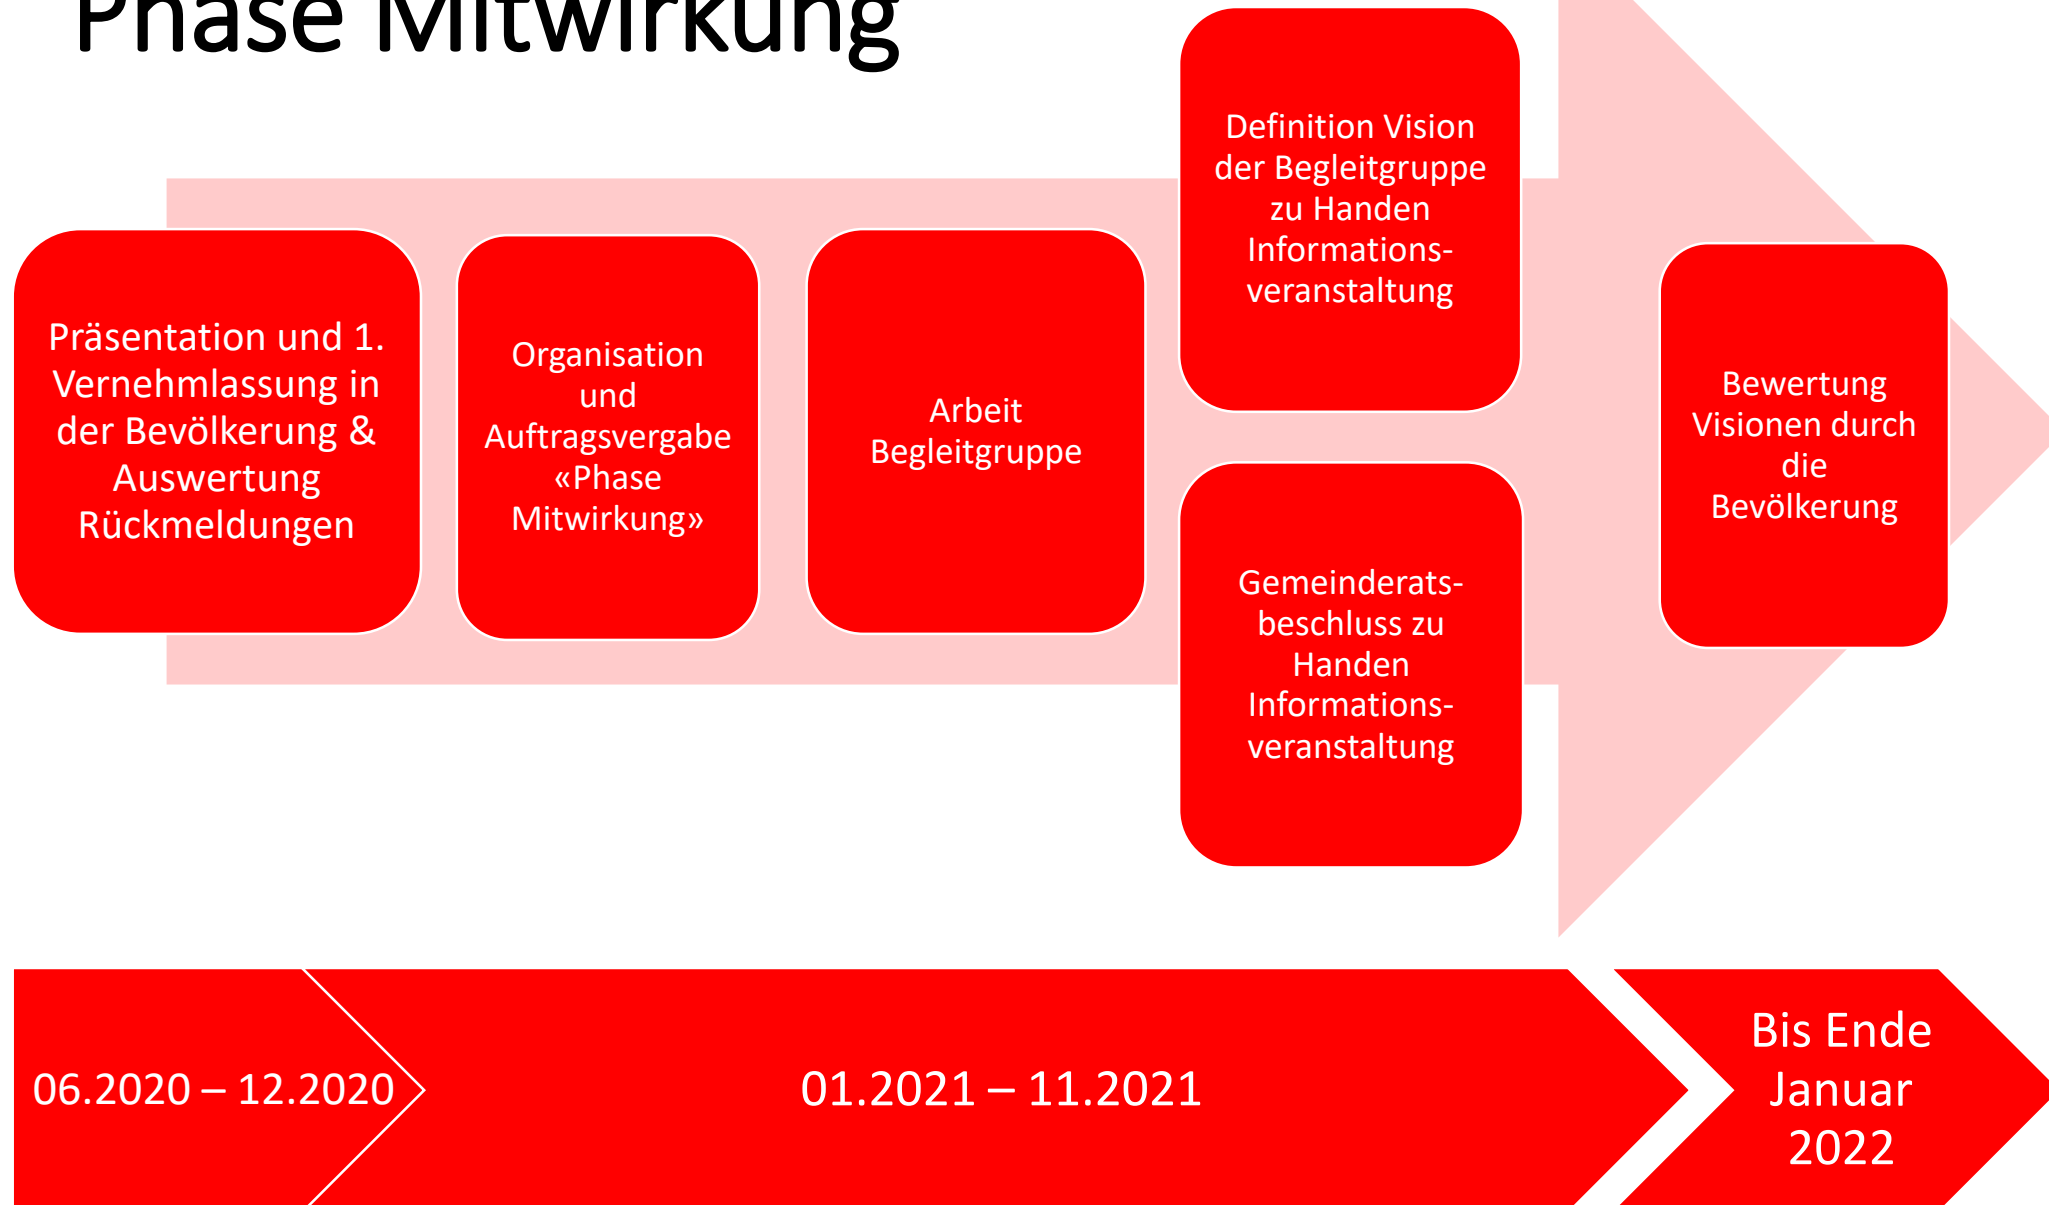 Phase Mitwirkung
Präsentation und 1.
Vernehmlassung in
der Bevölkerung &
Auswertung
Rückmeldungen
Organisation
und
Auftragsvergabe
«Phase
Mitwirkung»
Arbeit
Begleitgruppe
Definition Vision
der Begleitgruppe
zu Handen
Informations-
veranstaltung
Gemeinderats-
beschluss zu
Handen
Informations-
veranstaltung
Bewertung
Visionen durch
die
Bevölkerung
06.2020 – 12.2020
01.2021 – 11.2021
Bis Ende
Januar
2022